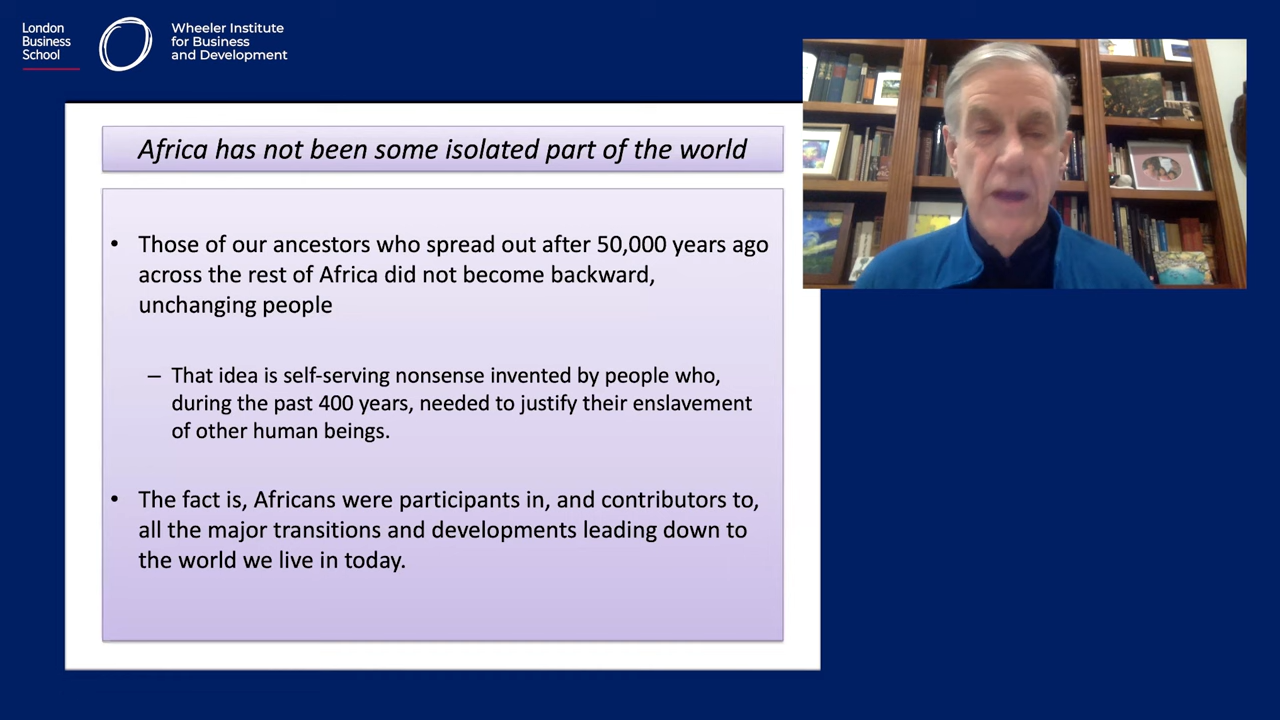 London
Business
School
Wheeler Institute
for Business
and Development
Africa has not been some isolated part of the world
• Those of our ancestors who spread out after 50,000 years ago
across the rest of Africa did not become backward,
unchanging people
– That idea is self-serving nonsense invented by people who,
during the past 400 years, needed to justify their enslavement
of other human beings.
• The fact is, Africans were participants in, and contributors to,
all the major transitions and developments leading down to
the world we live in today.